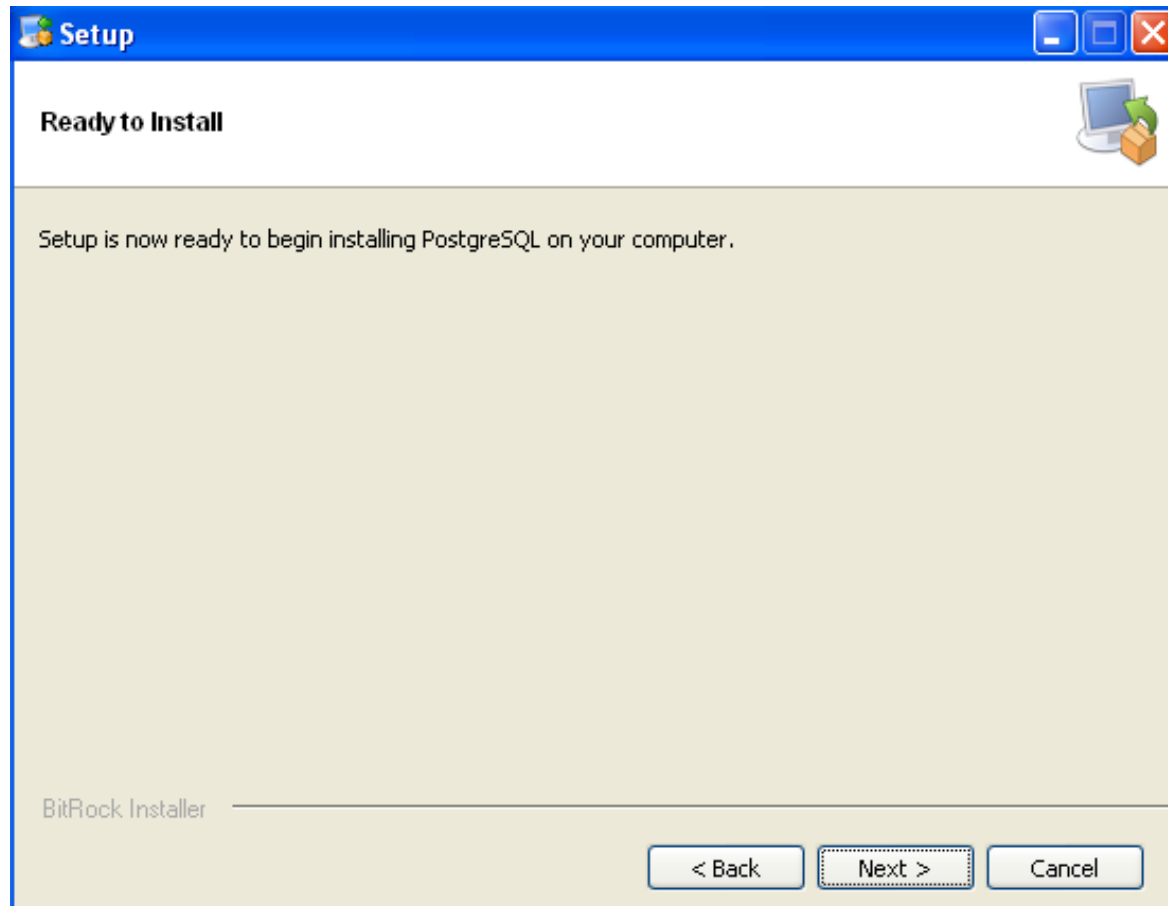 Setup
Ready to Install
Setup is now ready to begin installing PostgreSQL on your computer.
BitRock Installer
< Back
Next >
Cancel